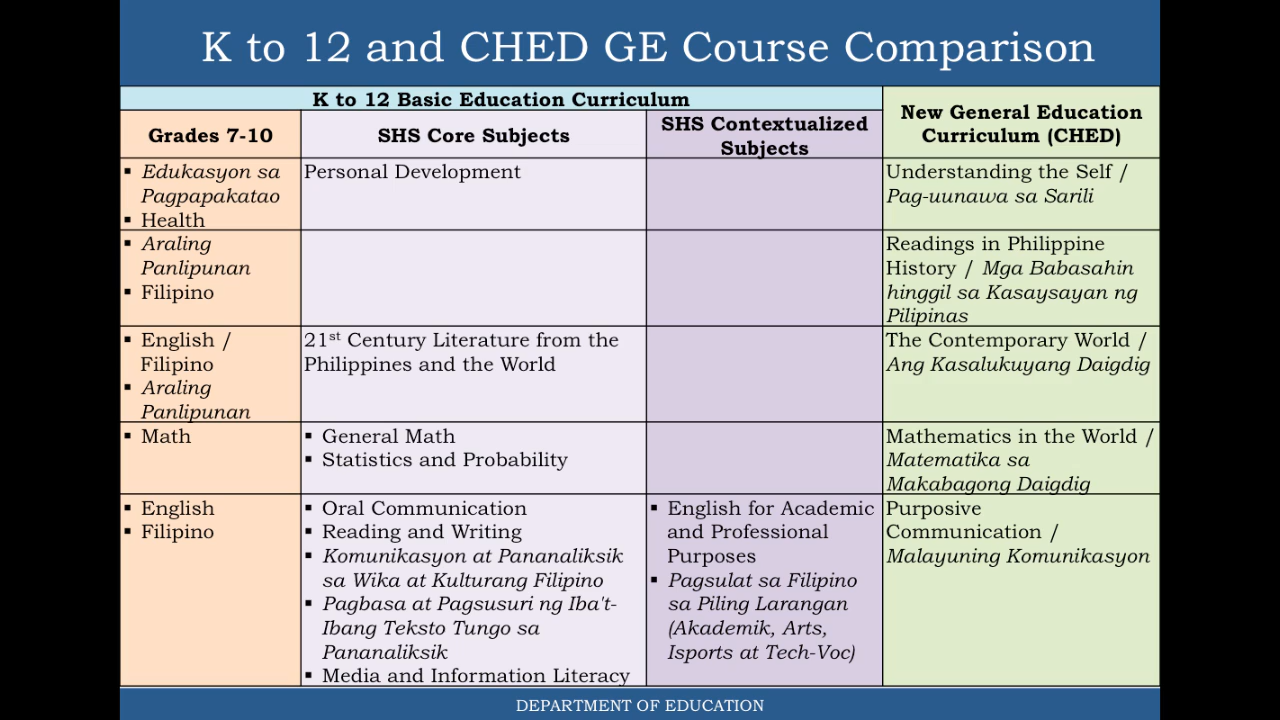 K to 12 and CHED GE Course Comparison
K to 12 Basic Education Curriculum
New General Education
Curriculum (CHED)
Grades 7-10
SHS Core Subjects
SHS Contextualized
Subjects
▪ Edukasyon sa
Pagpapakatao
▪ Health
Personal Development
Understanding the Self /
Pag-uunawa sa Sarili
▪ Araling
Panlipunan
▪ Filipino
Readings in Philippine
History / Mga Babasahin
hinggil sa Kasaysayan ng
Pilipinas
▪ English /
Filipino
▪ Araling
Panlipunan
21st Century Literature from the
Philippines and the World
The Contemporary World /
Ang Kasalukuyang Daigdig
▪ Math
▪ General Math
▪ Statistics and Probability
Mathematics in the World /
Matematika sa
Makabagong Daigdig
▪ English
▪ Filipino
▪ Oral Communication
▪ Reading and Writing
▪ Komunikasyon at Pananaliksik
sa Wika at Kulturang Filipino
▪ Pagbasa at Pagsusuri ng Iba't-
Ibang Teksto Tungo sa
Pananaliksik
▪ Media and Information Literacy
▪ English for Academic
and Professional
Purposes
▪ Pagsulat sa Filipino
sa Piling Larangan
(Akademik, Arts,
Isports at Tech-Voc)
Purposive
Communication /
Malayuning Komunikasyon
DEPARTMENT OF EDUCATION